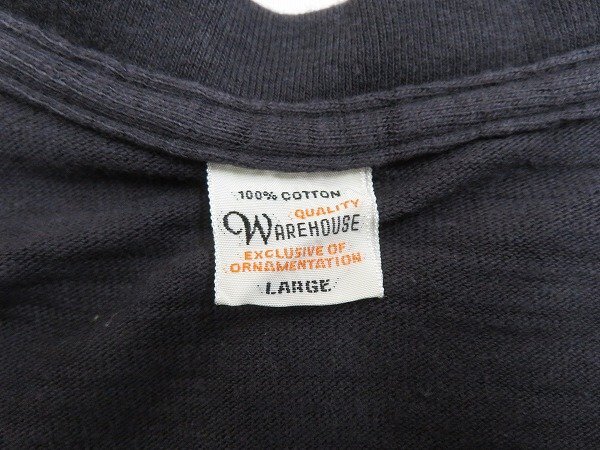 100% COTTON
QUALITY
WAREHOUSE
EXCLUSIVE OF
ORNAMENTATION
LARGE